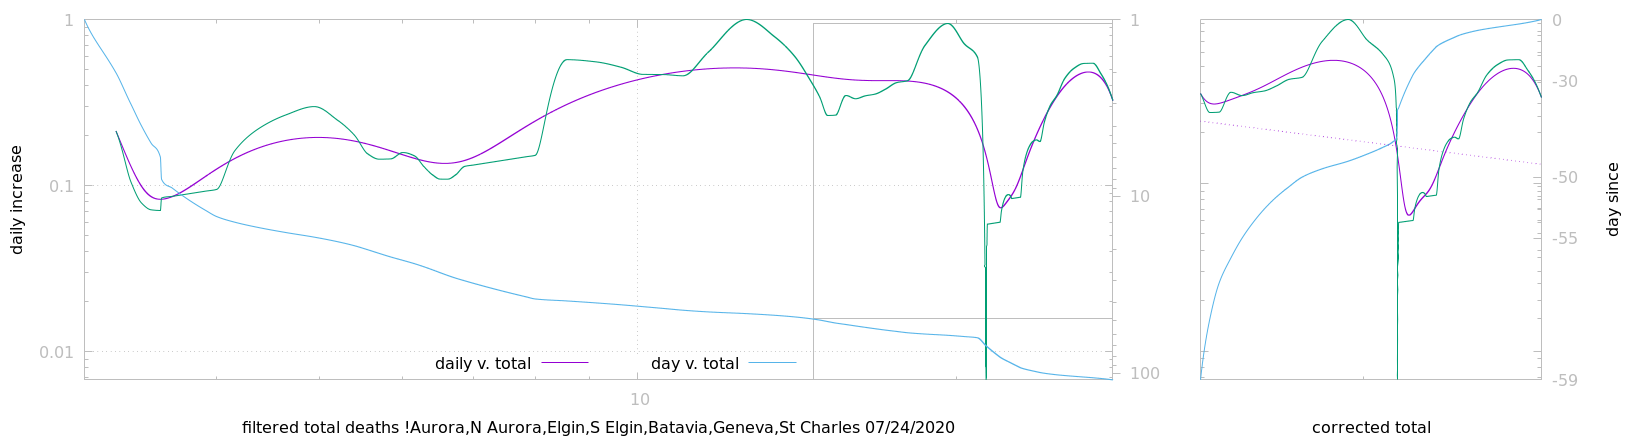 1
0.1
0.01
daily increase
daily v. total
day v. total
10
1
10
100
filtered total deaths !Aurora,N Aurora,Elgin,S Elgin,Batavia,Geneva,St Charles 07/24/2020
0
-30
-50
-55
-59
day since
corrected total